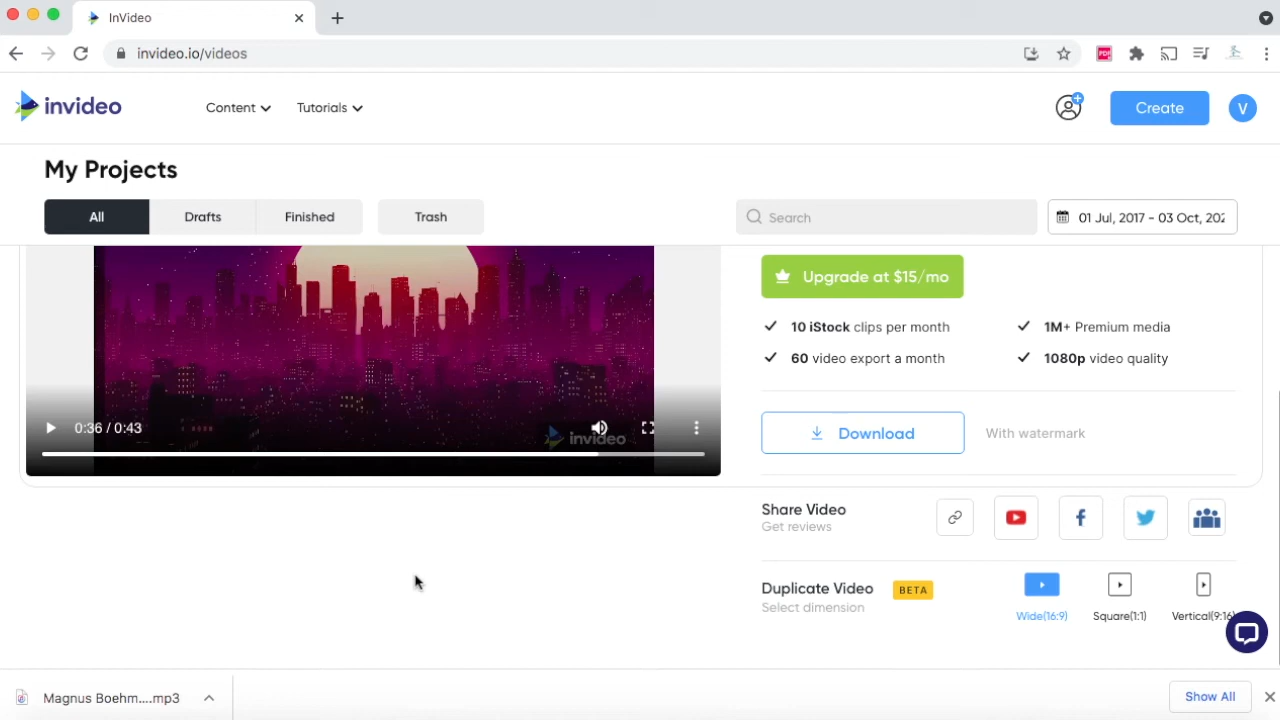 InVideo
invideo.io/videos
PDF
invideo
Content
Tutorials
Create
V
My Projects
All
Drafts
Finished
Trash
Search
01 Jul, 2017 - 03 Oct, 202
Upgrade at $15/mo
10 iStock clips per month
1M+ Premium media
60 video export a month
1080p video quality
0:36 / 0:43
invideo
Download
With watermark
Share Video
Get reviews
Duplicate Video
BETA
Select dimension
Wide(16:9)
Square(1:1)
Vertical(9:16
Magnus Boehm....mp3
Show All